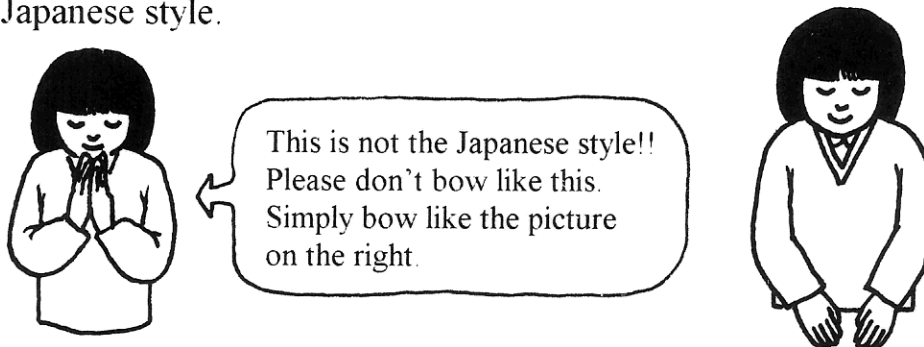 Japanese style.
This is not the Japanese style!!
Please don't bow like this.
Simply bow like the picture
on the right.